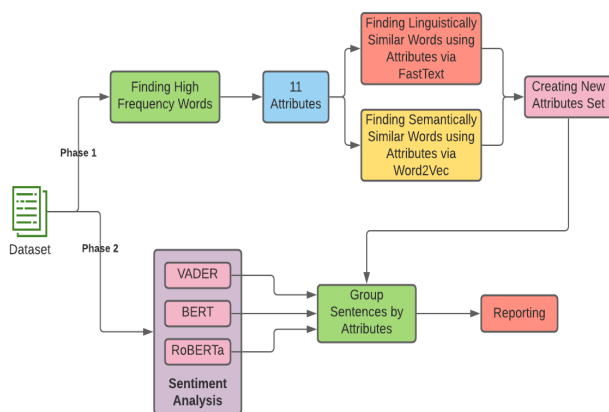 Finding High
Frequency Words
11
Attributes
Finding Linguistically
Similar Words using
Attributes via
FastText
Finding Semantically
Similar Words using
Attributes via
Word2Vec
Creating New
Attributes Set
Phase 1
Dataset
Phase 2
VADER
BERT
RoBERTa
Sentiment
Analysis
Group
Sentences by
Attributes
Reporting